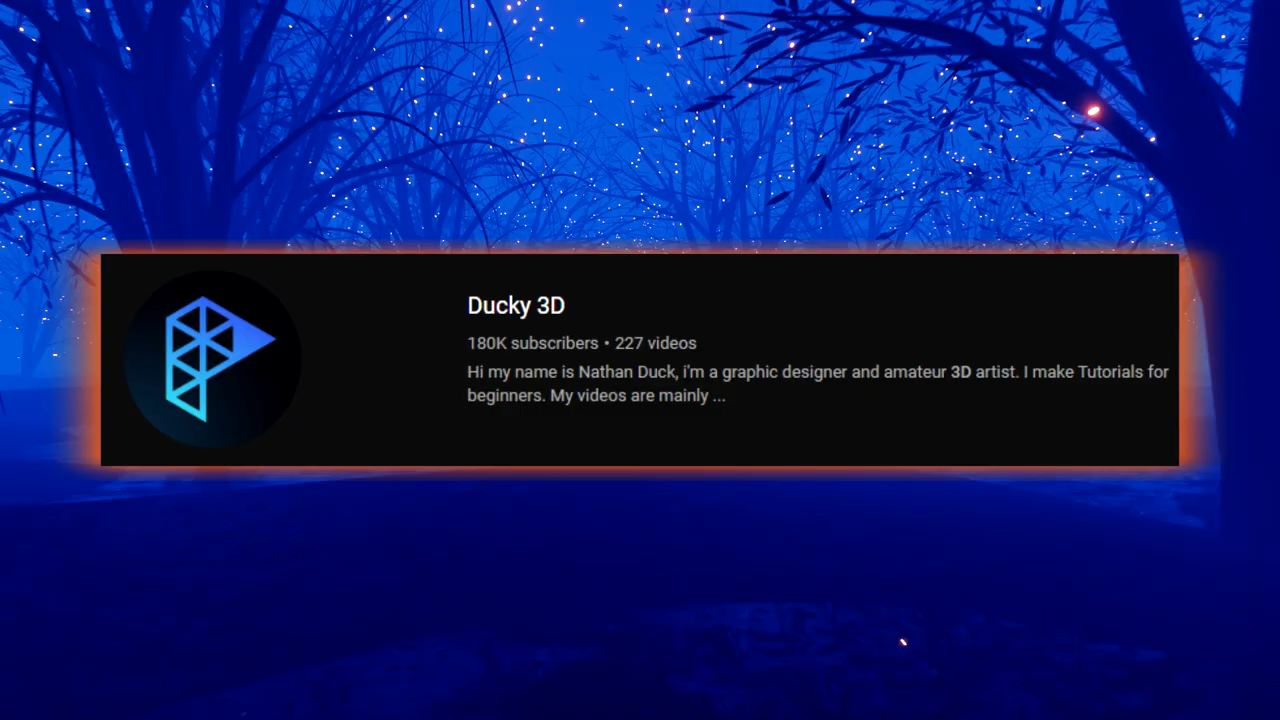 Ducky 3D
180K subscribers • 227 videos
Hi my name is Nathan Duck, i'm a graphic designer and amateur 3D artist. I make Tutorials for
beginners. My videos are mainly ...